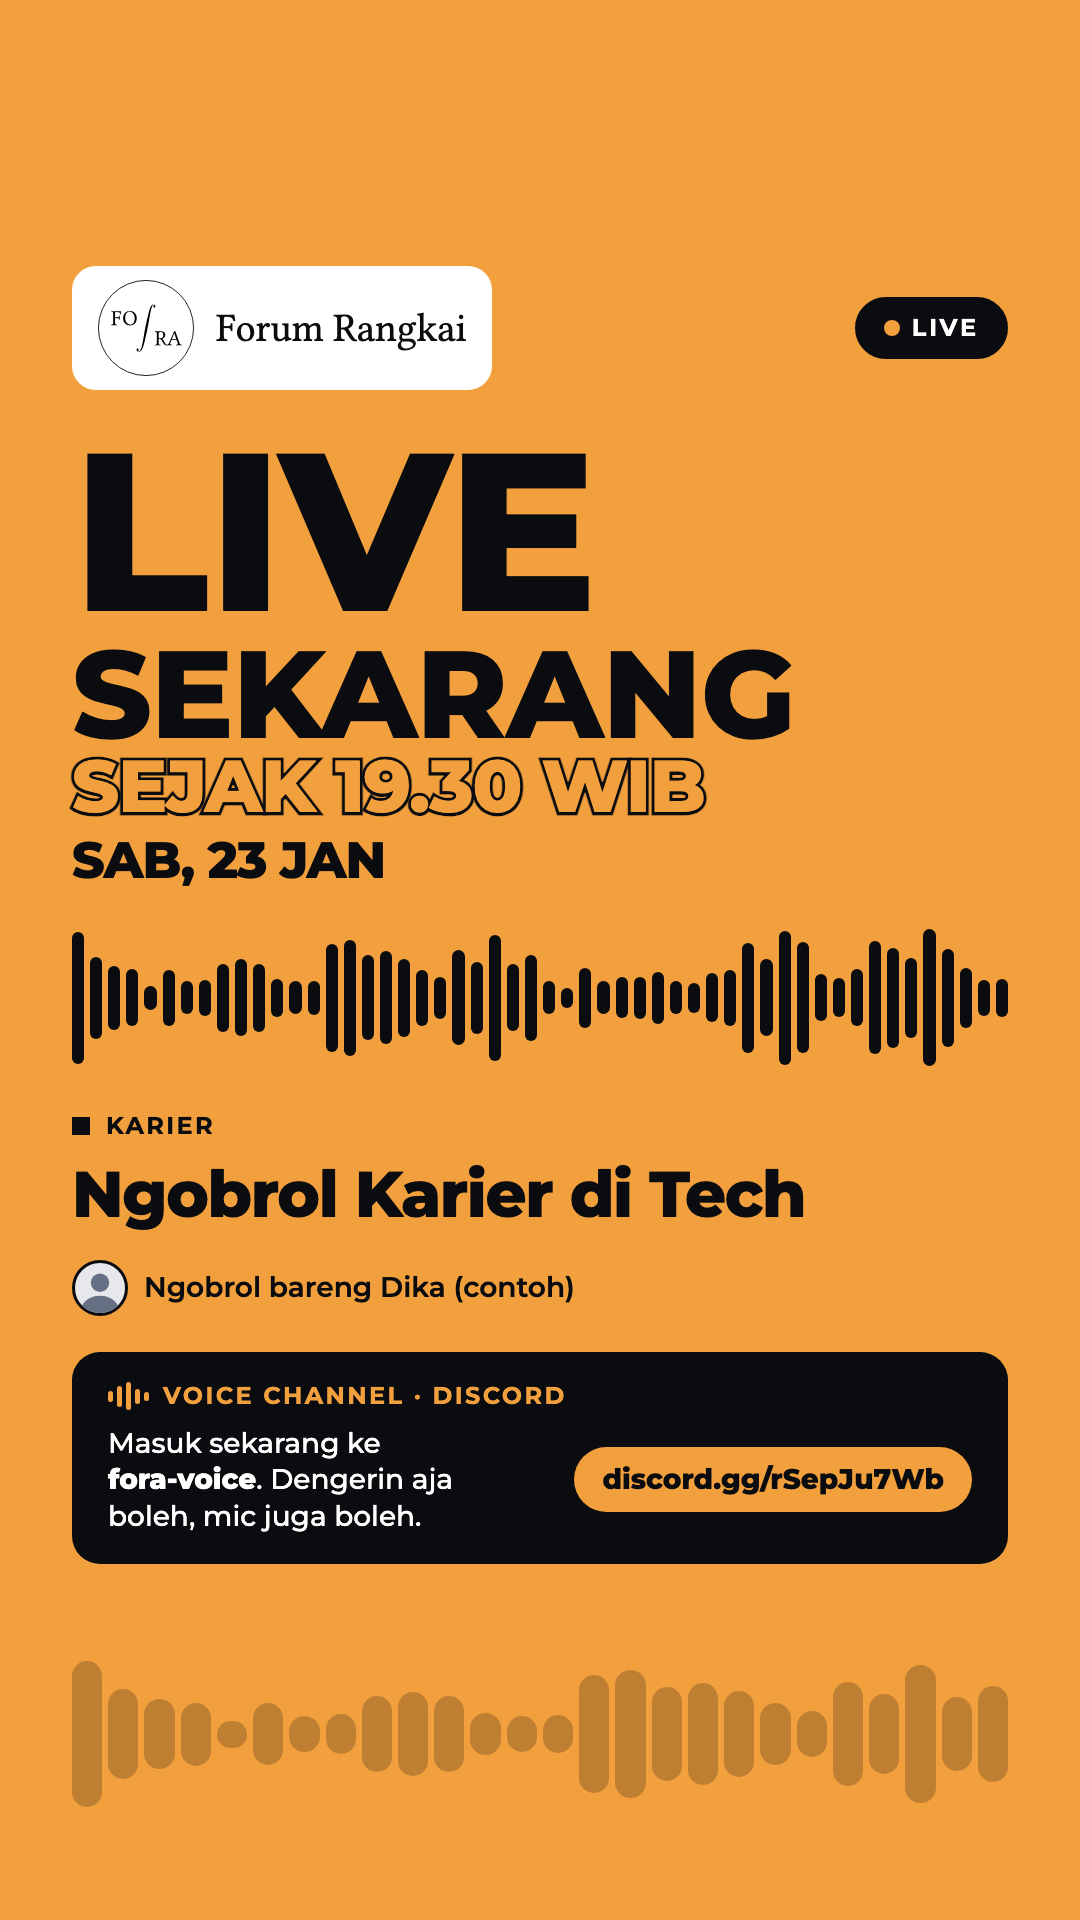 FO RA
Forum Rangkai
LIVE
LIVE
SEKARANG
SEJAK 19.30 WIB
SAB, 23 JAN
KARIER
Ngobrol Karier di Tech
Ngobrol bareng Dika (contoh)
VOICE CHANNEL · DISCORD
Masuk sekarang ke
fora-voice. Dengerin aja
boleh, mic juga boleh.
discord.gg/rSepJu7Wb